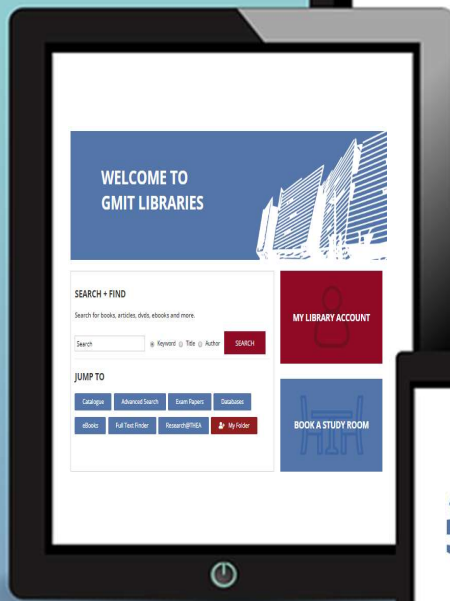 WELCOME TO
GMIT LIBRARIES
SEARCH + FIND
Search for books, articles, dvds, ebooks and more.
Search
Keyword Title Author
SEARCH
JUMP TO
Catalogue Advanced Search Exam Papers Databases
eBooks Full Text Finder Research@THEA My Folder
MY LIBRARY ACCOUNT
BOOK A STUDY ROOM